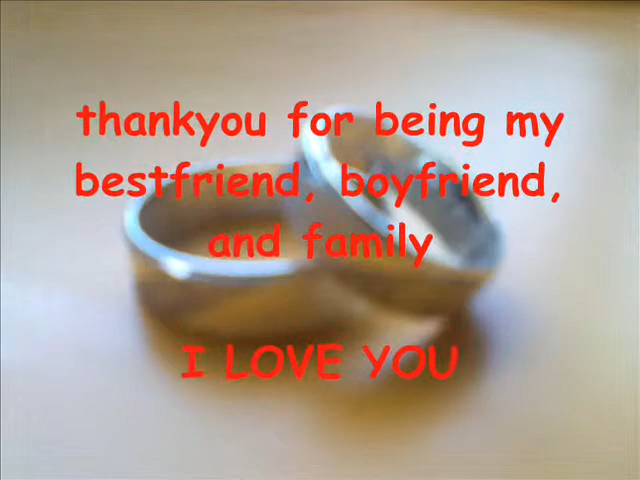 thankyou for being my
bestfriend, boyfriend,
and family
I LOVE YOU